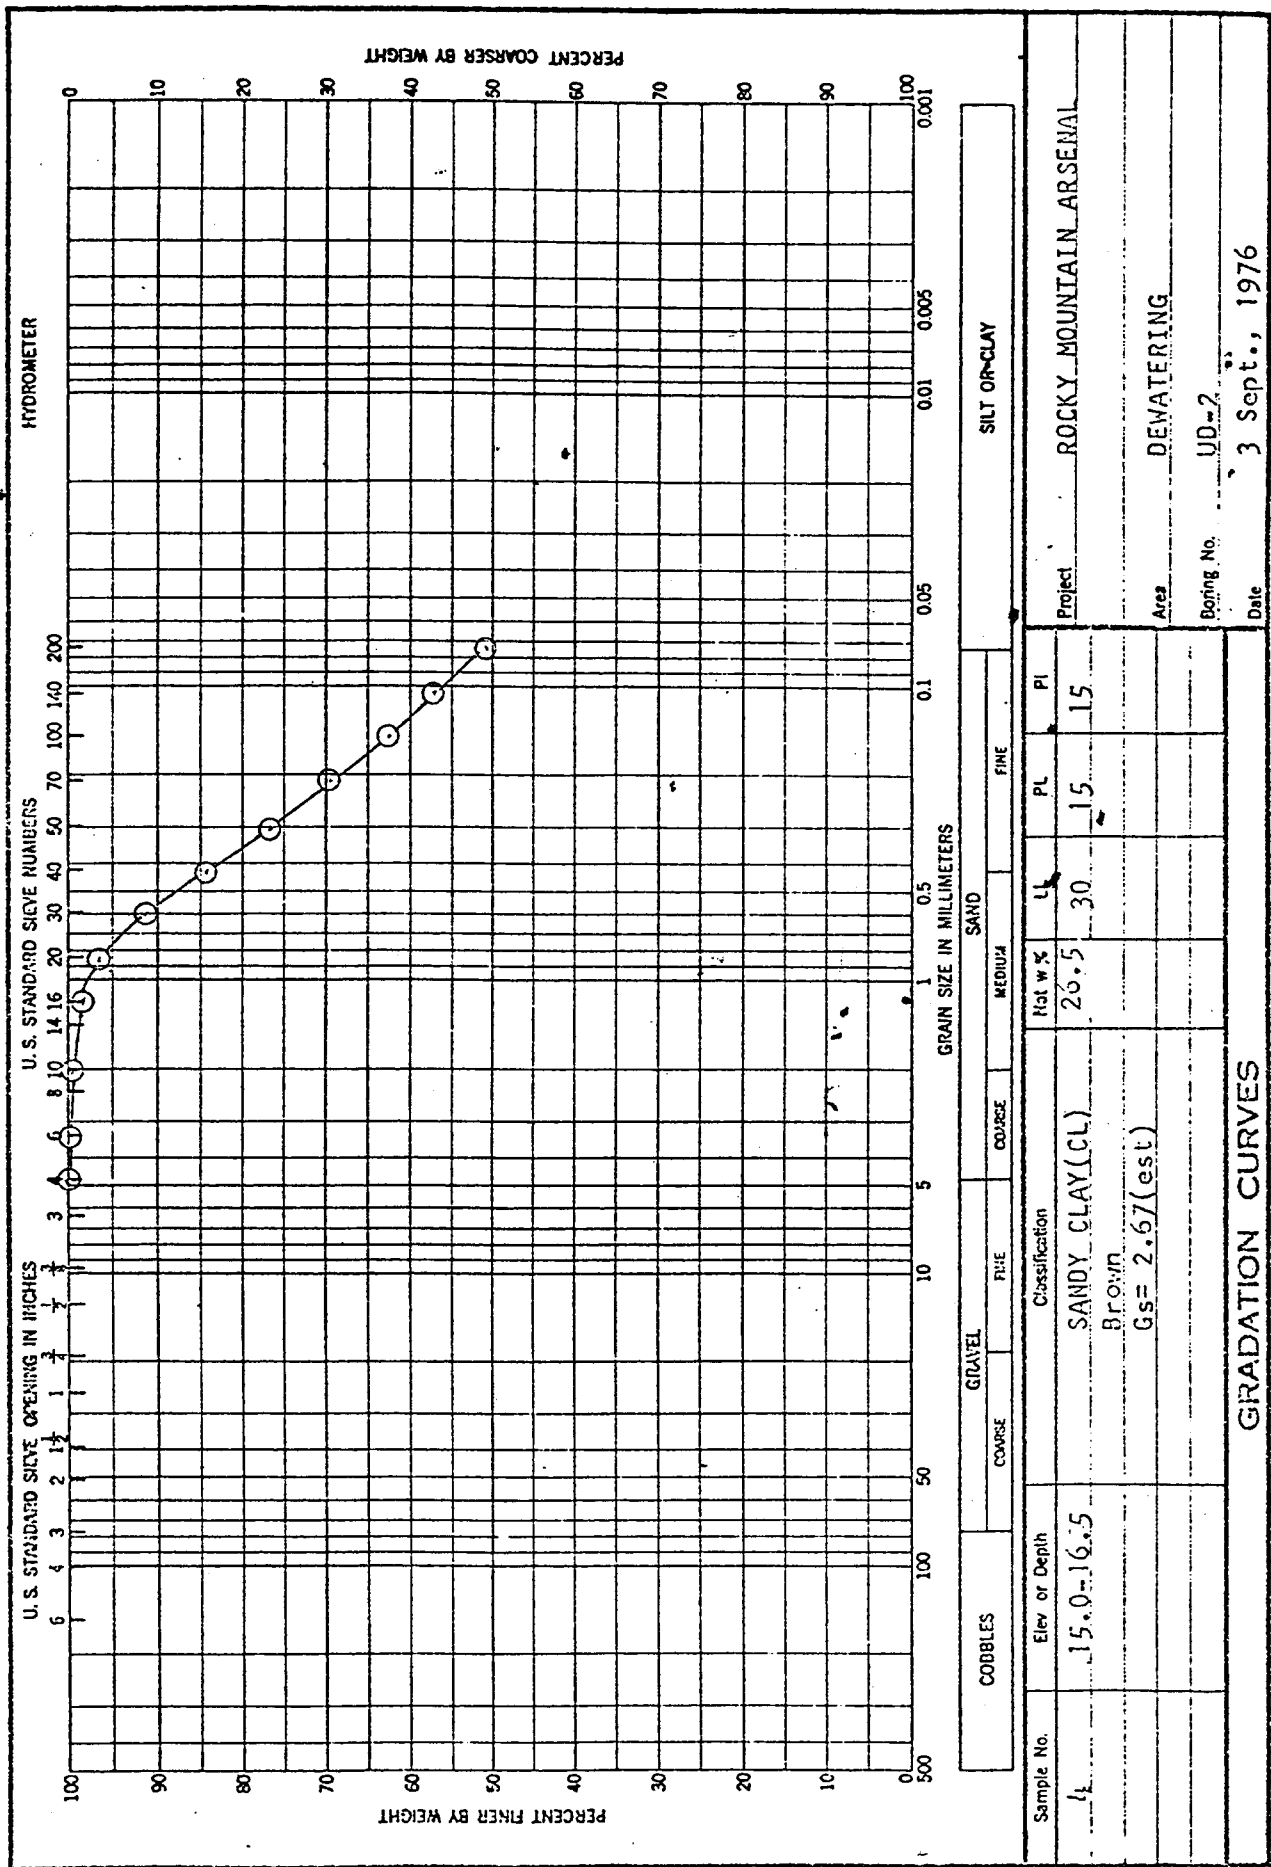 U. S. STANDARD SIEVE OPENING IN INCHES U. S. STANDARD SIEVE NUMBERS HYDROMETER
6 4 3 2 1½ 1 ¾ ½ ⅜ 3 4 6 8 10 14 16 20 30 40 50 70 100 140 200
PERCENT FINER BY WEIGHT
100 90 80 70 60 50 40 30 20 10 0
PERCENT COARSER BY WEIGHT
0 10 20 30 40 50 60 70 80 90 100
500 100 50 10 5 1 0.5 0.1 0.05 0.01 0.005 0.001
GRAIN SIZE IN MILLIMETERS
COBBLES GRAVEL SAND SILT OR CLAY
COARSE FINE COARSE MEDIUM FINE
Sample No. Elev or Depth Classification Nat w % LL PL PI
4 15.0-16.5 SANDY CLAY(CL) 26.5 30 15 15
Brown
Gs= 2.67(est)
Project ROCKY MOUNTAIN ARSENAL
Area DEWATERING
Boring No. UD-2
Date 3 Sept., 1976
GRADATION CURVES